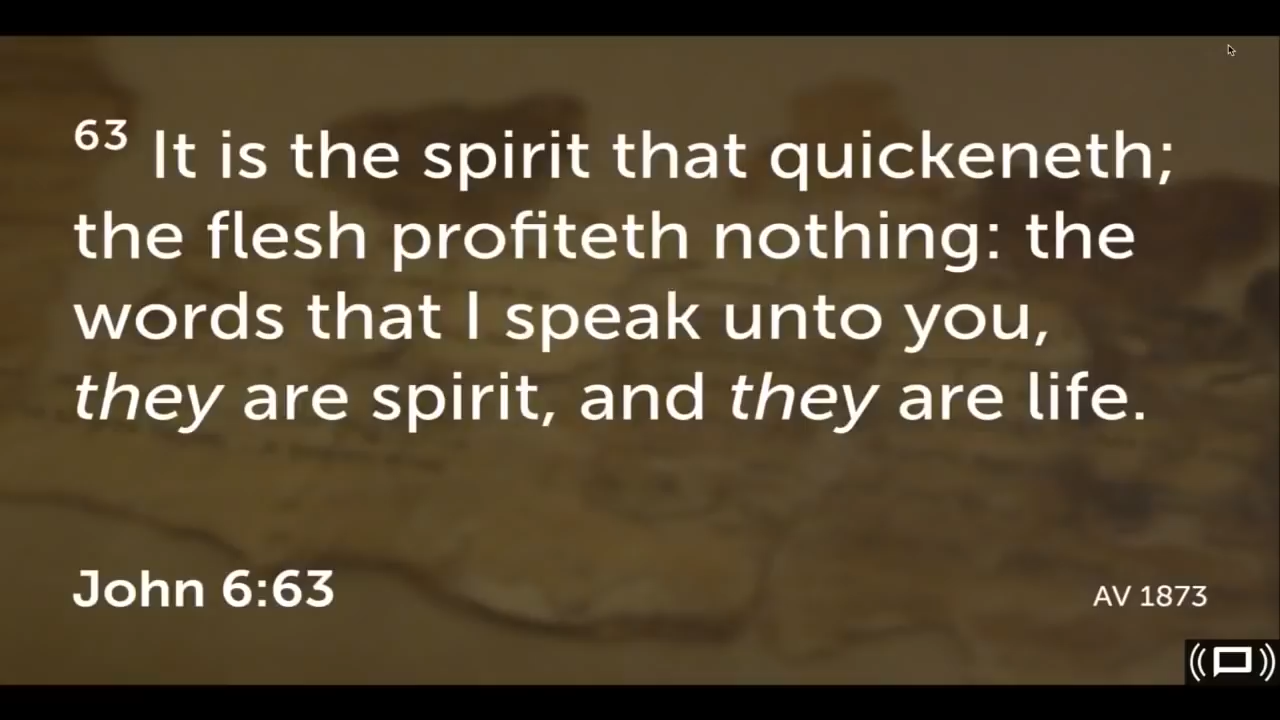 63 It is the spirit that quickeneth;
the flesh profiteth nothing: the
words that I speak unto you,
they are spirit, and they are life.
John 6:63
AV 1873